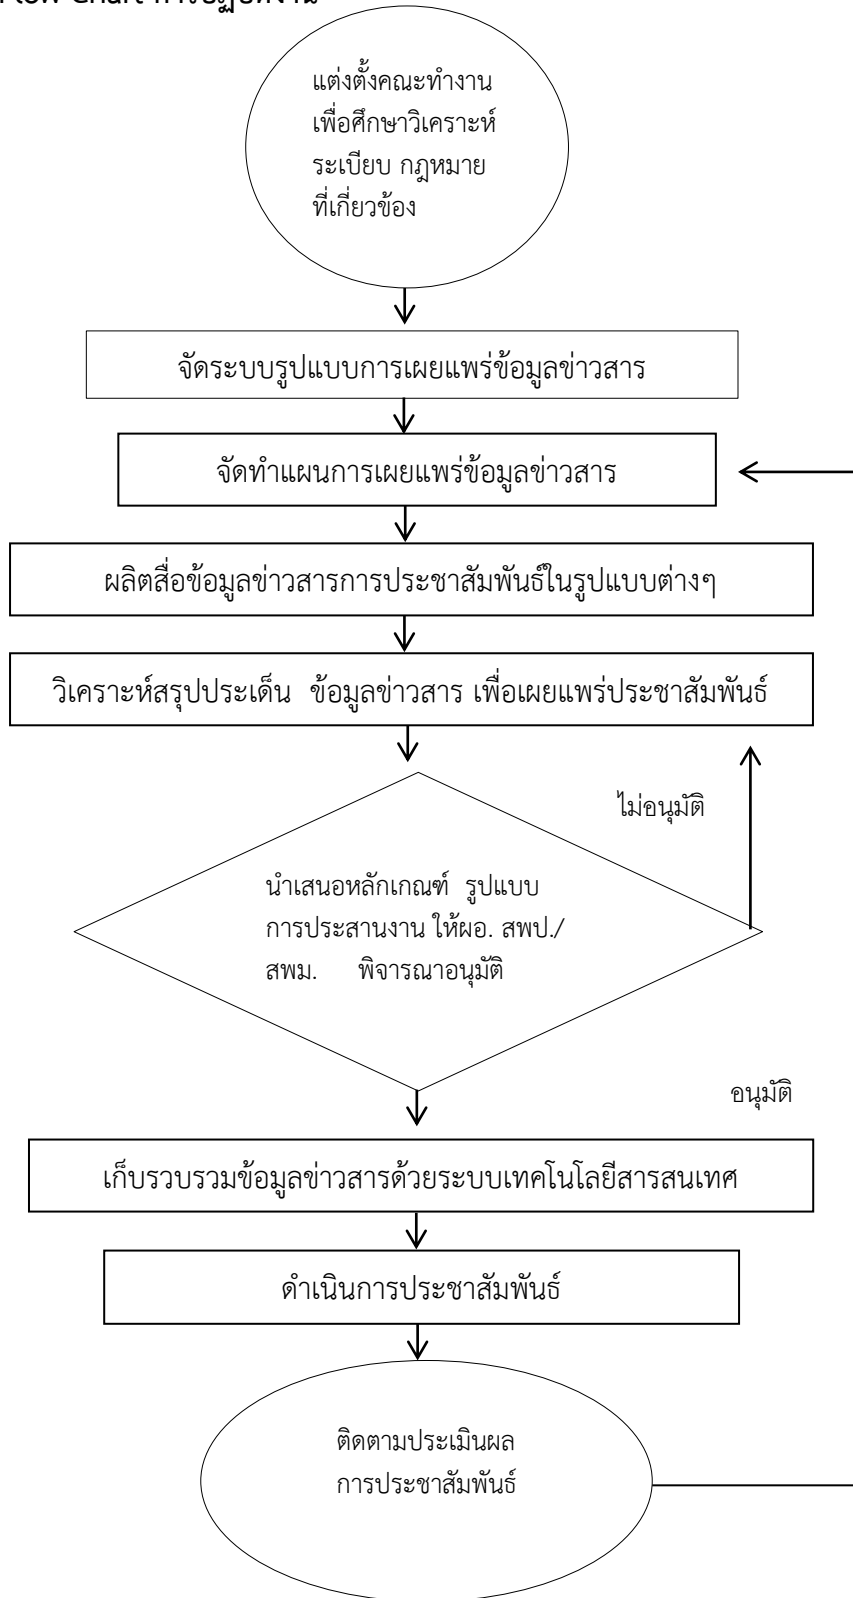 Flow Chart การปฏิบัติงาน
แต่งตั้งคณะทำงาน
เพื่อศึกษาวิเคราะห์
ระเบียบ กฎหมาย
ที่เกี่ยวข้อง
จัดระบบรูปแบบการเผยแพร่ข้อมูลข่าวสาร
จัดทำแผนการเผยแพร่ข้อมูลข่าวสาร
ผลิตสื่อข้อมูลข่าวสารการประชาสัมพันธ์ในรูปแบบต่างๆ
วิเคราะห์สรุปประเด็น ข้อมูลข่าวสาร เพื่อเผยแพร่ประชาสัมพันธ์
ไม่อนุมัติ
นำเสนอหลักเกณฑ์ รูปแบบ
การประสานงาน ให้ผอ. สพป./
สพม. พิจารณาอนุมัติ
อนุมัติ
เก็บรวบรวมข้อมูลข่าวสารด้วยระบบเทคโนโลยีสารสนเทศ
ดำเนินการประชาสัมพันธ์
ติดตามประเมินผล
การประชาสัมพันธ์